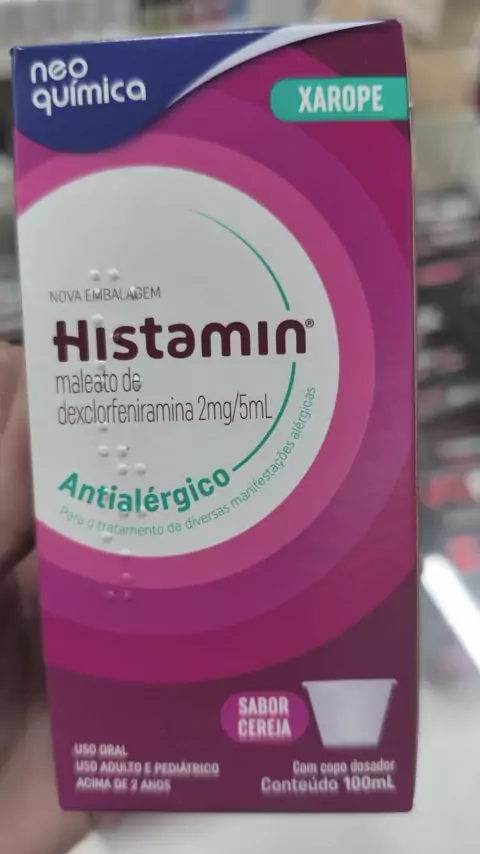 neo
química
XAROPE
NOVA EMBALAGEM
Histamin®
maleato de
dexclorfeniramina 2mg/5mL
Antialérgico
Para o tratamento de diversas manifestações alérgicas
SABOR
CEREJA
USO ORAL
USO ADULTO E PEDIÁTRICO
ACIMA DE 2 ANOS
Com copo dosador
Conteúdo 100mL